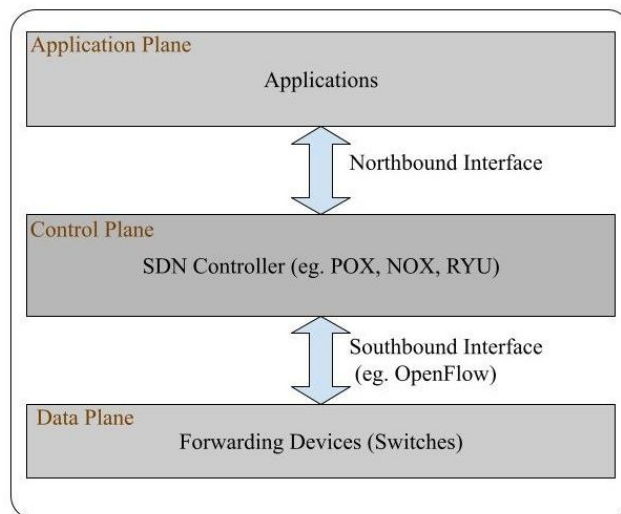 Application Plane
Applications
Northbound Interface
Control Plane
SDN Controller (eg. POX, NOX, RYU)
Southbound Interface
(eg. OpenFlow)
Data Plane
Forwarding Devices (Switches)